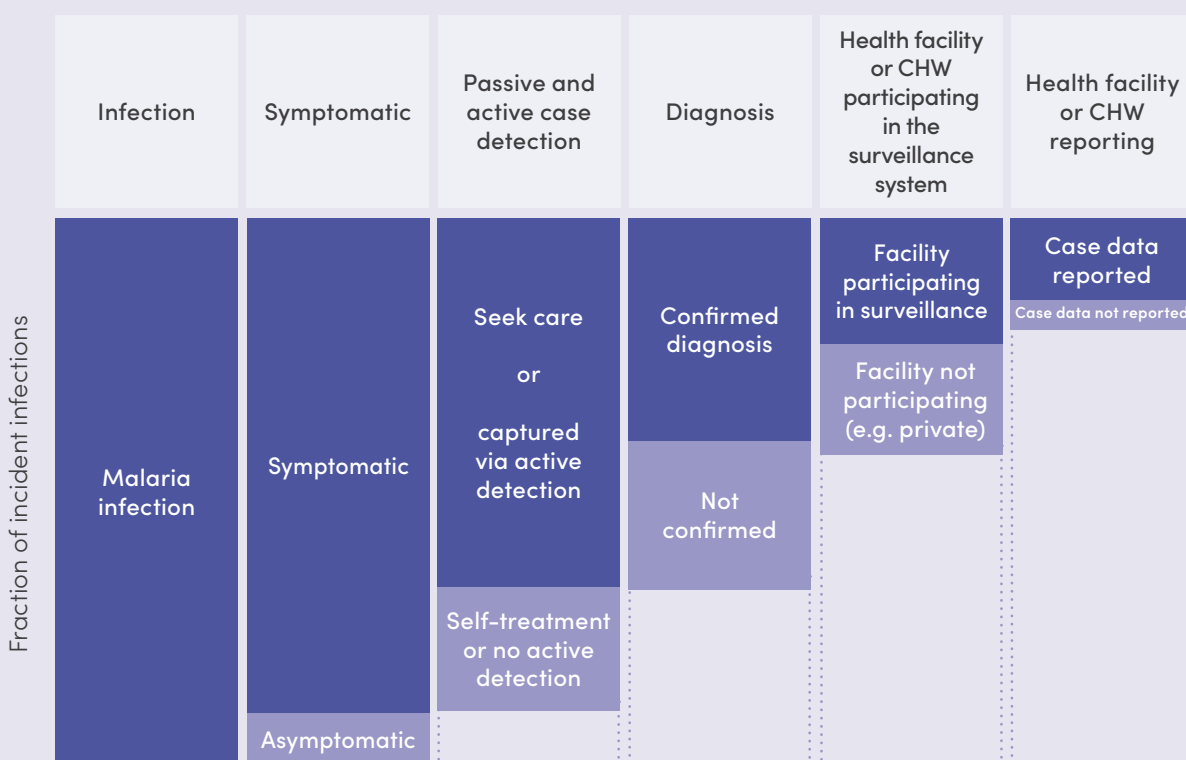 Infection
Symptomatic
Passive and
active case
detection
Diagnosis
Health facility
or CHW
participating
in the
surveillance
system
Health facility
or CHW
reporting
Fraction of incident infections
Malaria
infection
Symptomatic
Asymptomatic
Seek care
or
captured
via active
detection
Self-treatment
or no active
detection
Confirmed
diagnosis
Not
confirmed
Facility
participating
in surveillance
Facility not
participating
(e.g. private)
Case data
reported
Case data not reported